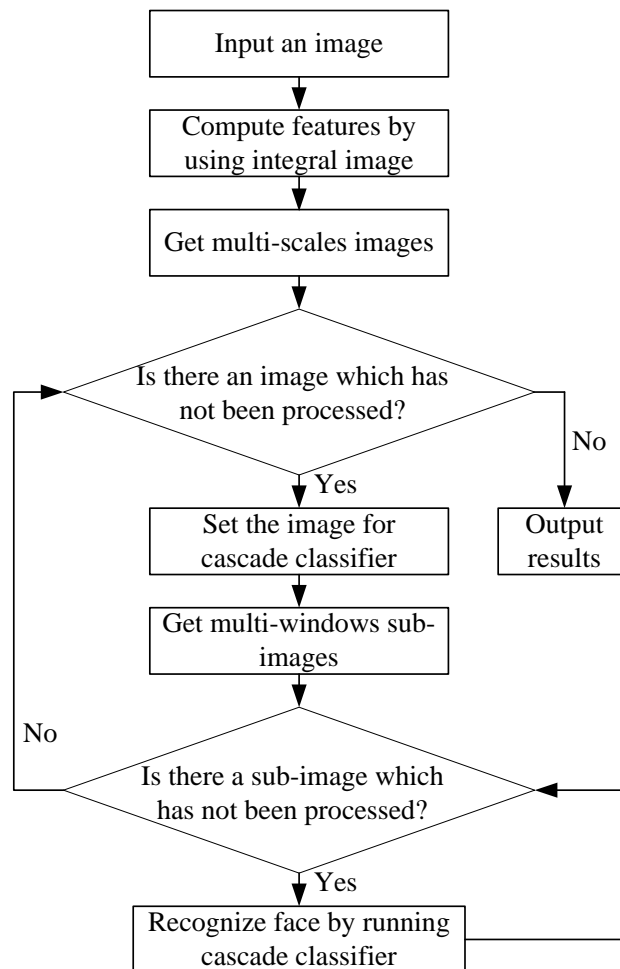 Input an image
Compute features by
using integral image
Get multi-scales images
Is there an image which has
not been processed?
No
Yes
Set the image for
cascade classifier
Output
results
Get multi-windows sub-
images
No
Is there a sub-image which
has not been processed?
Yes
Recognize face by running
cascade classifier